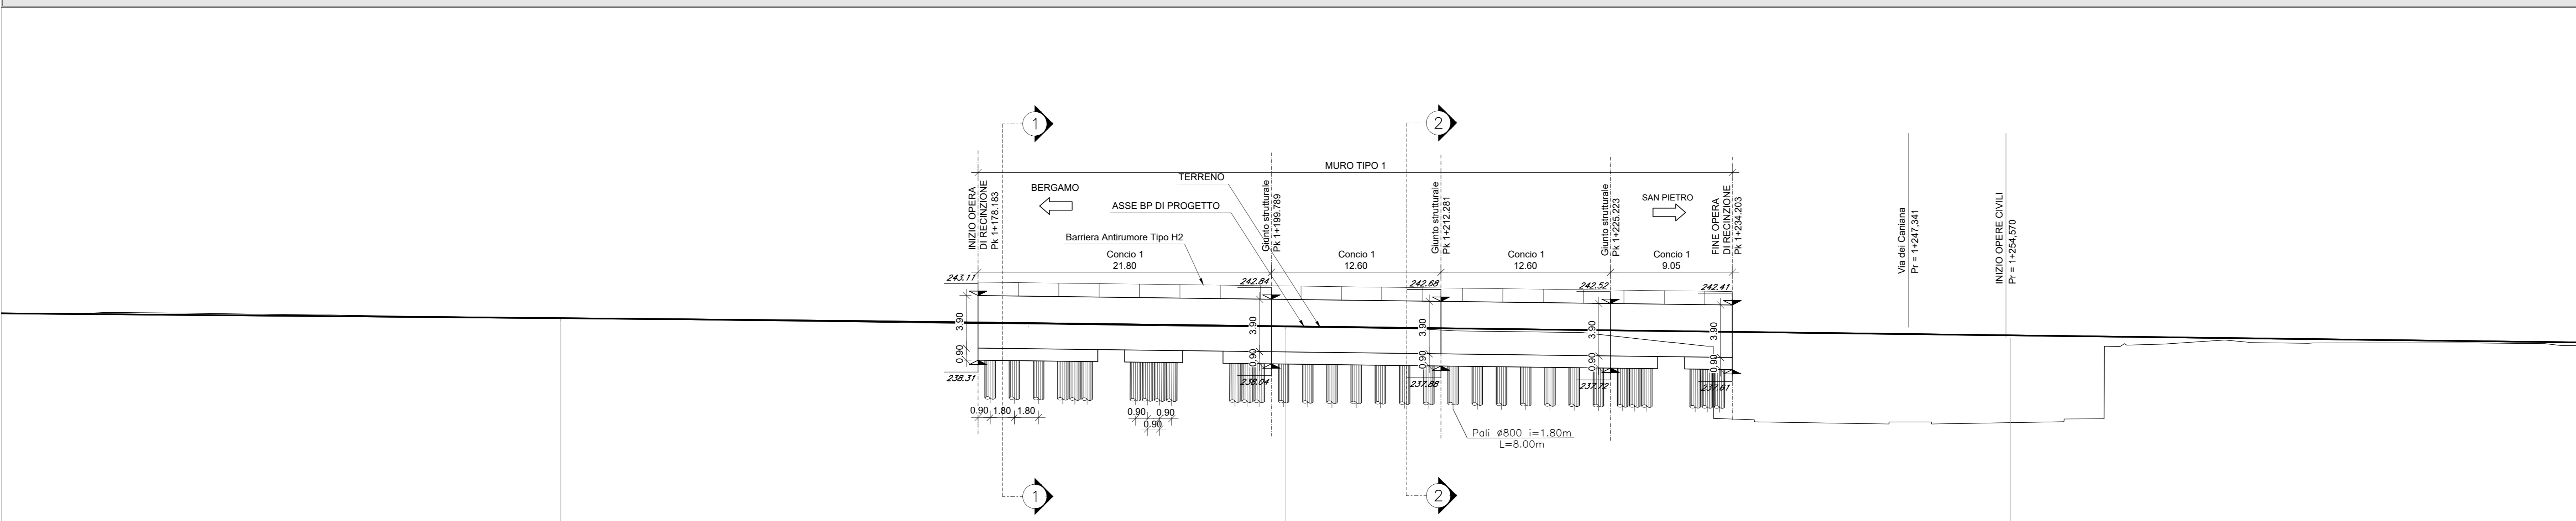 1
2
MURO TIPO 1
TERRENO
BERGAMO
ASSE BP DI PROGETTO
Barriera Antirumore Tipo H2
INIZIO OPERA
DI RECINZIONE
Pk 1+178.183
Giunto strutturale
Pk 1+199.789
Giunto strutturale
Pk 1+212.281
Giunto strutturale
Pk 1+225.223
SAN PIETRO
FINE OPERA
DI RECINZIONE
Pk 1+234.203
Via dei Caniana
Pr = 1+247,341
INIZIO OPERE CIVILI
Pr = 1+254,570
Concio 1
21.80
Concio 1
12.60
Concio 1
12.60
Concio 1
9.05
243.11
242.84
242.68
242.52
242.41
3.90
3.90
3.90
3.90
3.90
0.90
0.90
0.90
0.90
0.90
238.31
238.04
237.88
237.72
237.61
0.90 1.80 1.80
0.90 0.90
0.90
Pali ø800 i=1.80m
L=8.00m
1
2